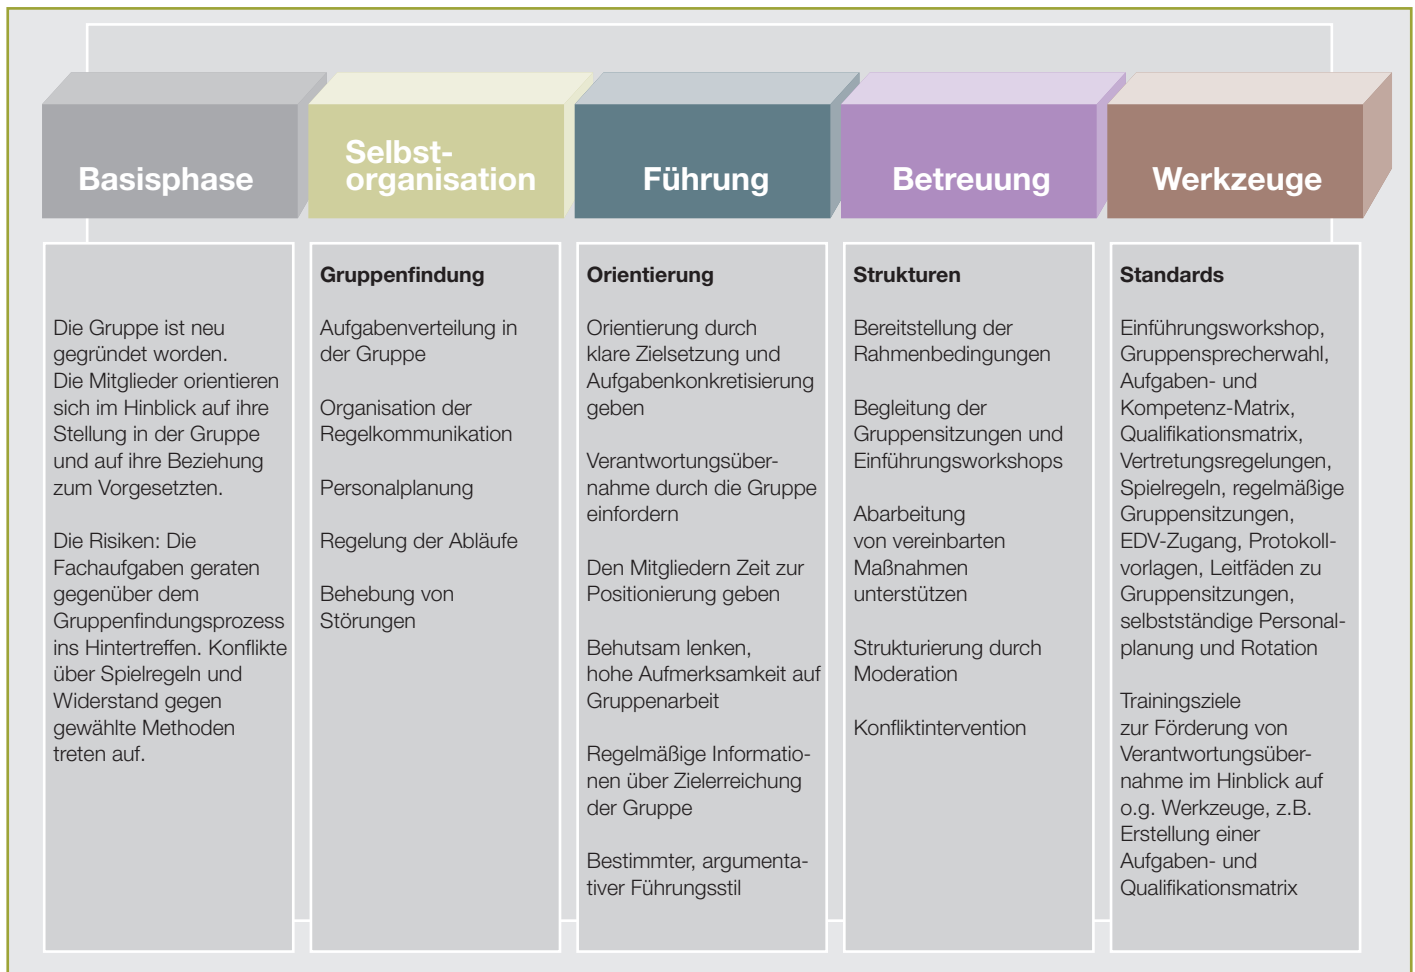 Basisphase
Selbst-
organisation
Führung
Betreuung
Werkzeuge
Die Gruppe ist neu
gegründet worden.
Die Mitglieder orientieren
sich im Hinblick auf ihre
Stellung in der Gruppe
und auf ihre Beziehung
zum Vorgesetzten.
Die Risiken: Die
Fachaufgaben geraten
gegenüber dem
Gruppenfindungsprozess
ins Hintertreffen. Konflikte
über Spielregeln und
Widerstand gegen
gewählte Methoden
treten auf.
Gruppenfindung
Aufgabenverteilung in
der Gruppe
Organisation der
Regelkommunikation
Personalplanung
Regelung der Abläufe
Behebung von
Störungen
Orientierung
Orientierung durch
klare Zielsetzung und
Aufgabenkonkretisierung
geben
Verantwortungsüber-
nahme durch die Gruppe
einfordern
Den Mitgliedern Zeit zur
Positionierung geben
Behutsam lenken,
hohe Aufmerksamkeit auf
Gruppenarbeit
Regelmäßige Informatio-
nen über Zielerreichung
der Gruppe
Bestimmter, argumenta-
tiver Führungsstil
Strukturen
Bereitstellung der
Rahmenbedingungen
Begleitung der
Gruppensitzungen und
Einführungsworkshops
Abarbeitung
von vereinbarten
Maßnahmen
unterstützen
Strukturierung durch
Moderation
Konfliktintervention
Standards
Einführungsworkshop,
Gruppensprecherwahl,
Aufgaben- und
Kompetenz-Matrix,
Qualifikationsmatrix,
Vertretungsregelungen,
Spielregeln, regelmäßige
Gruppensitzungen,
EDV-Zugang, Protokoll-
vorlagen, Leitfäden zu
Gruppensitzungen,
selbstständige Personal-
planung und Rotation
Trainingsziele
zur Förderung von
Verantwortungsüber-
nahme im Hinblick auf
o.g. Werkzeuge, z.B.
Erstellung einer
Aufgaben- und
Qualifikationsmatrix